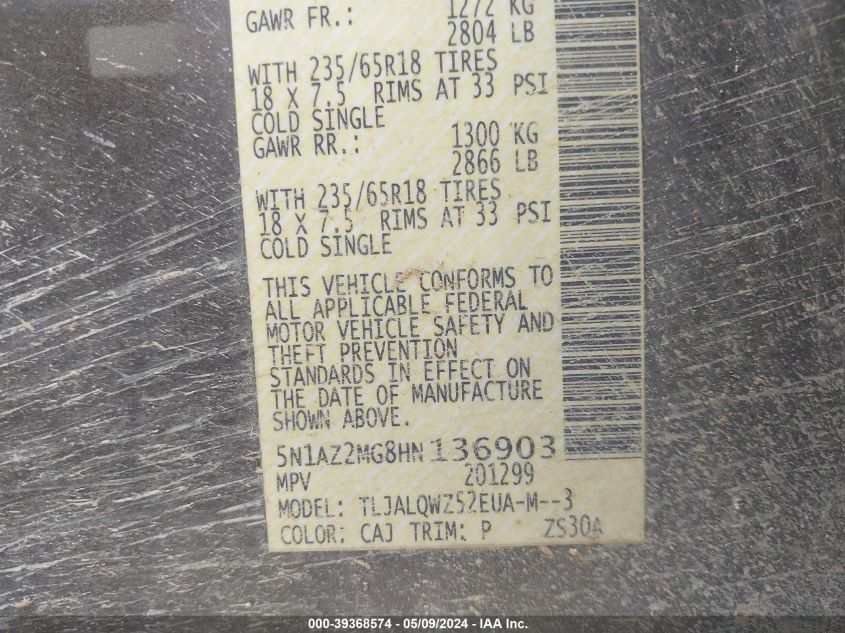 GAWR FR.: 1272 KG
2804 LB
WITH 235/65R18 TIRES
18 X 7.5 RIMS AT 33 PSI
COLD SINGLE
GAWR RR.: 1300 KG
2866 LB
WITH 235/65R18 TIRES
18 X 7.5 RIMS AT 33 PSI
COLD SINGLE
THIS VEHICLE CONFORMS TO
ALL APPLICABLE FEDERAL
MOTOR VEHICLE SAFETY AND
THEFT PREVENTION
STANDARDS IN EFFECT ON
THE DATE OF MANUFACTURE
SHOWN ABOVE.
5N1AZ2MG8HN 136903
MPV 201299
MODEL: TLJALQWZ52EUA-M--3
COLOR: CAJ TRIM: P ZS30A
000-39368574 - 05/09/2024 - IAA Inc.